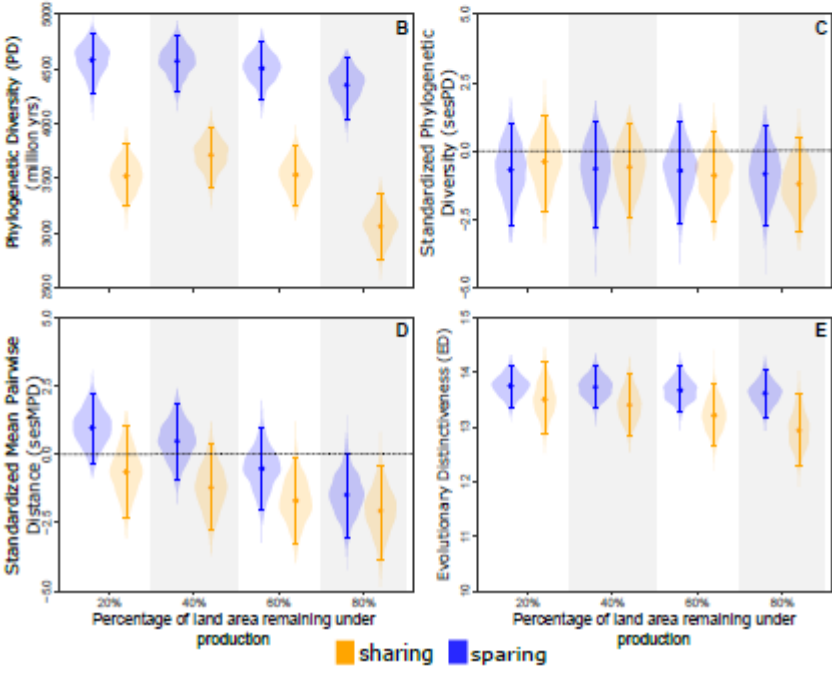 B
Phylogenetic Diversity (PD)
(million yrs)
5000
4500
4000
3500
3000
2500
C
Standardized Phylogenetic
Diversity (sesPD)
5.0
2.5
0.0
-2.5
-5.0
D
Standardized Mean Pairwise
Distance (sesMPD)
5.0
2.5
0.0
-2.5
-5.0
20%
40%
60%
80%
Percentage of land area remaining under
production
E
Evolutionary Distinctiveness (ED)
15
14
13
12
11
10
20%
40%
60%
80%
Percentage of land area remaining under
production
sharing
sparing